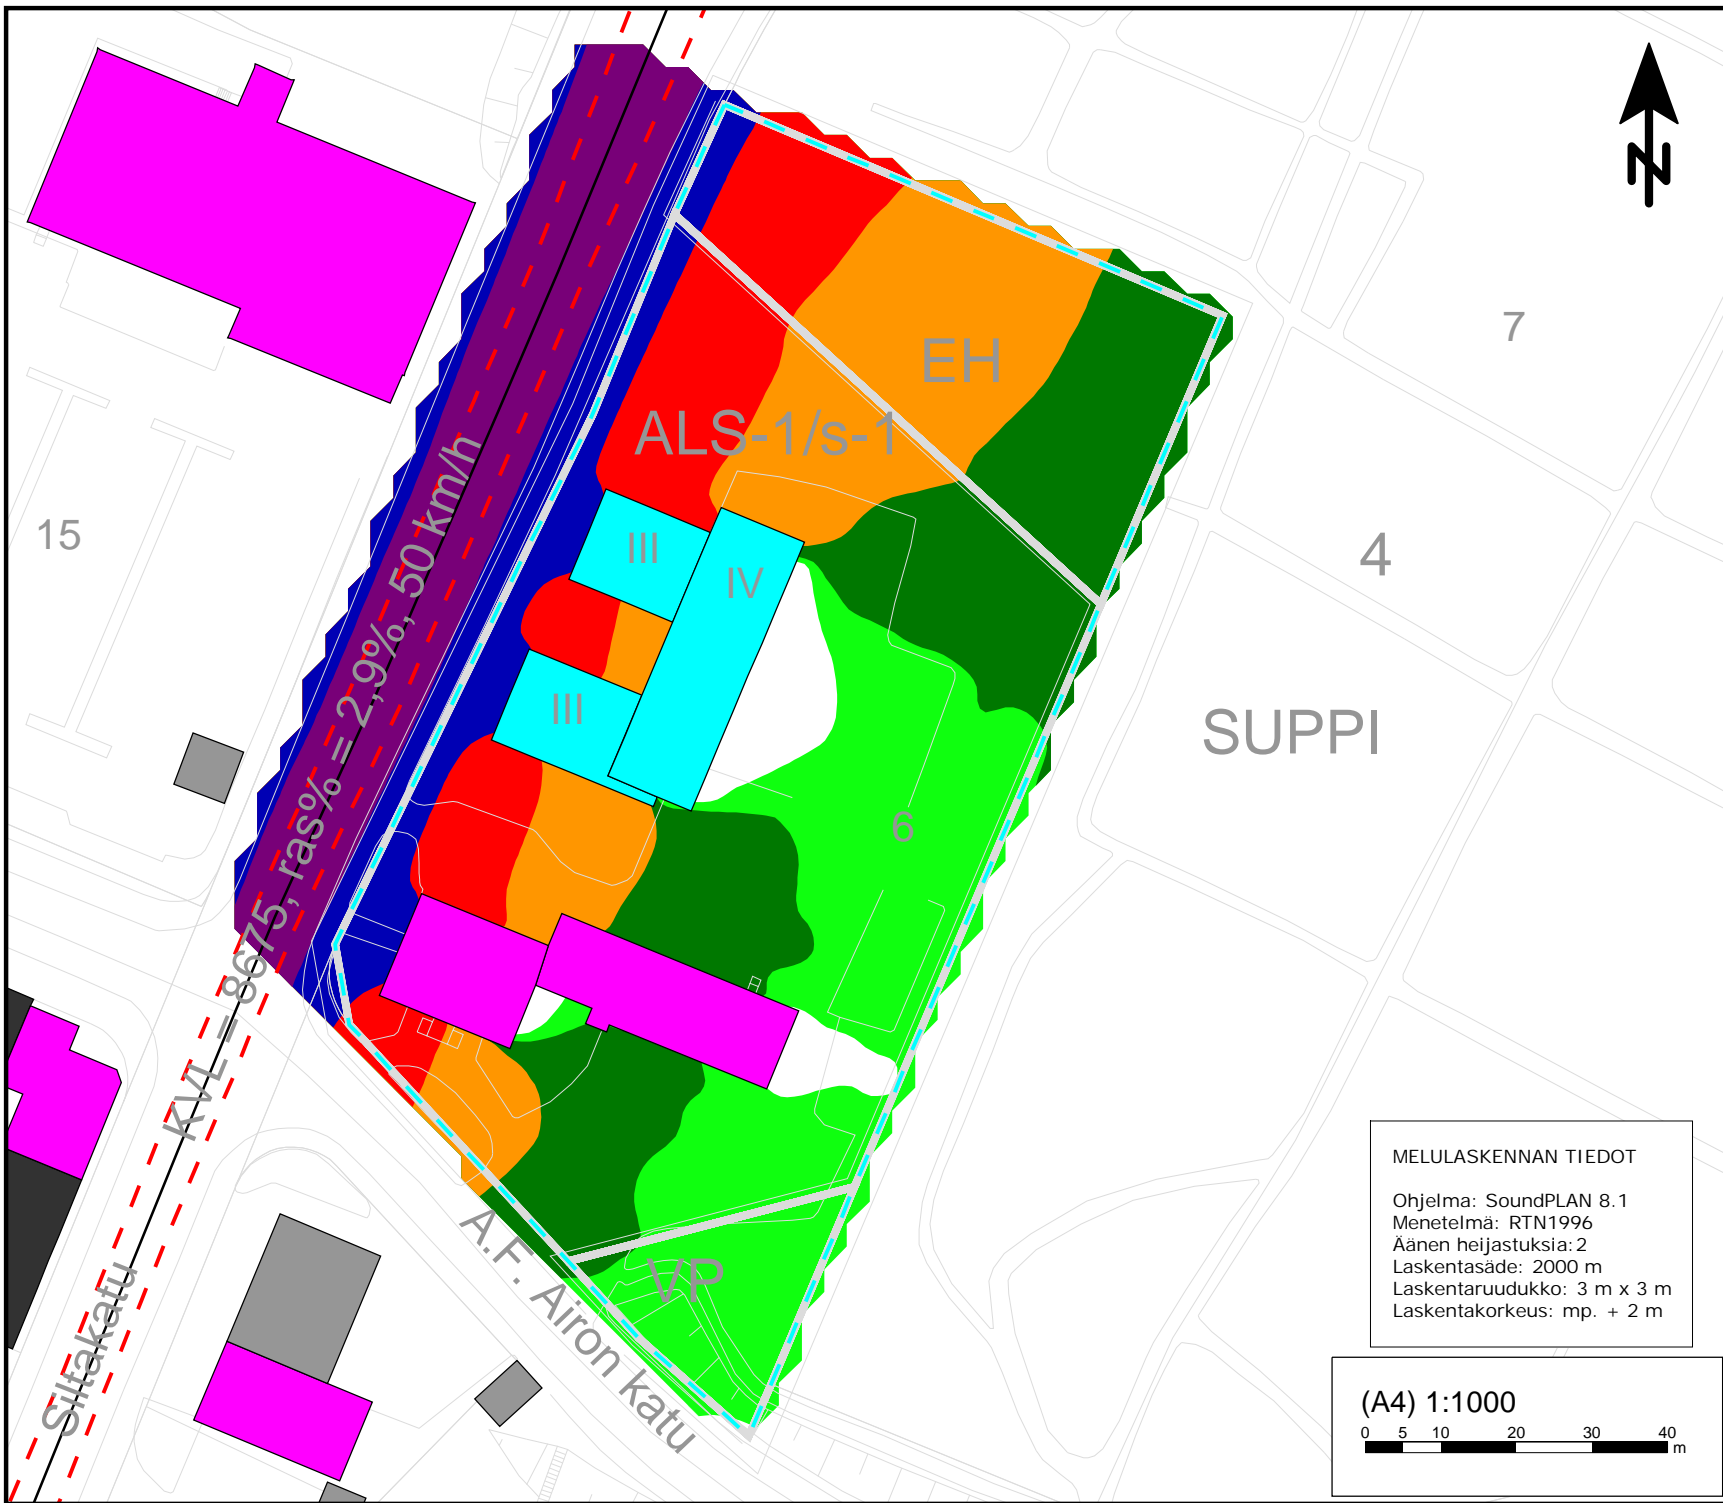 N
7
EH
ALS-1/s-1
15
III
IV
4
III
SUPPI
6
KVL = 8675, ras% = 2,9%, 50 km/h
VP
A.F. Airon katu
Siltakatu
MELULASKENNAN TIEDOT
Ohjelma: SoundPLAN 8.1
Menetelmä: RTN1996
Äänen heijastuksia: 2
Laskentasäde: 2000 m
Laskentaruudukko: 3 m x 3 m
Laskentakorkeus: mp. + 2 m
(A4) 1:1000
0 5 10 20 30 40
m